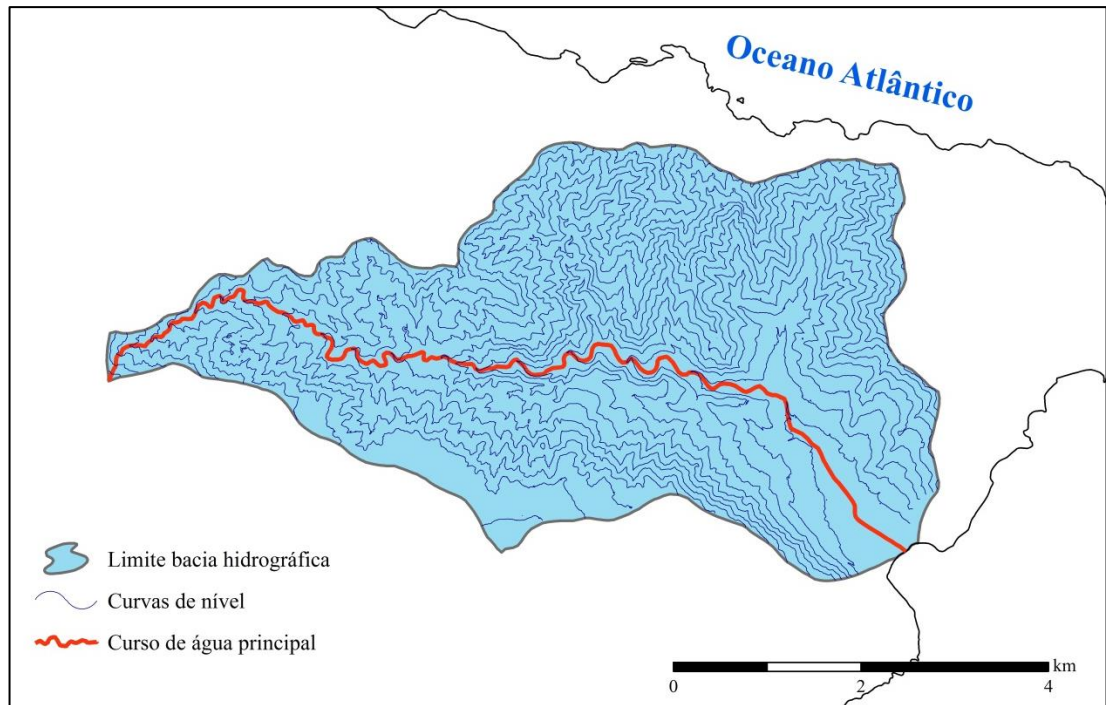 Oceano Atlântico
Limite bacia hidrográfica
Curvas de nível
Curso de água principal
km
0 2 4